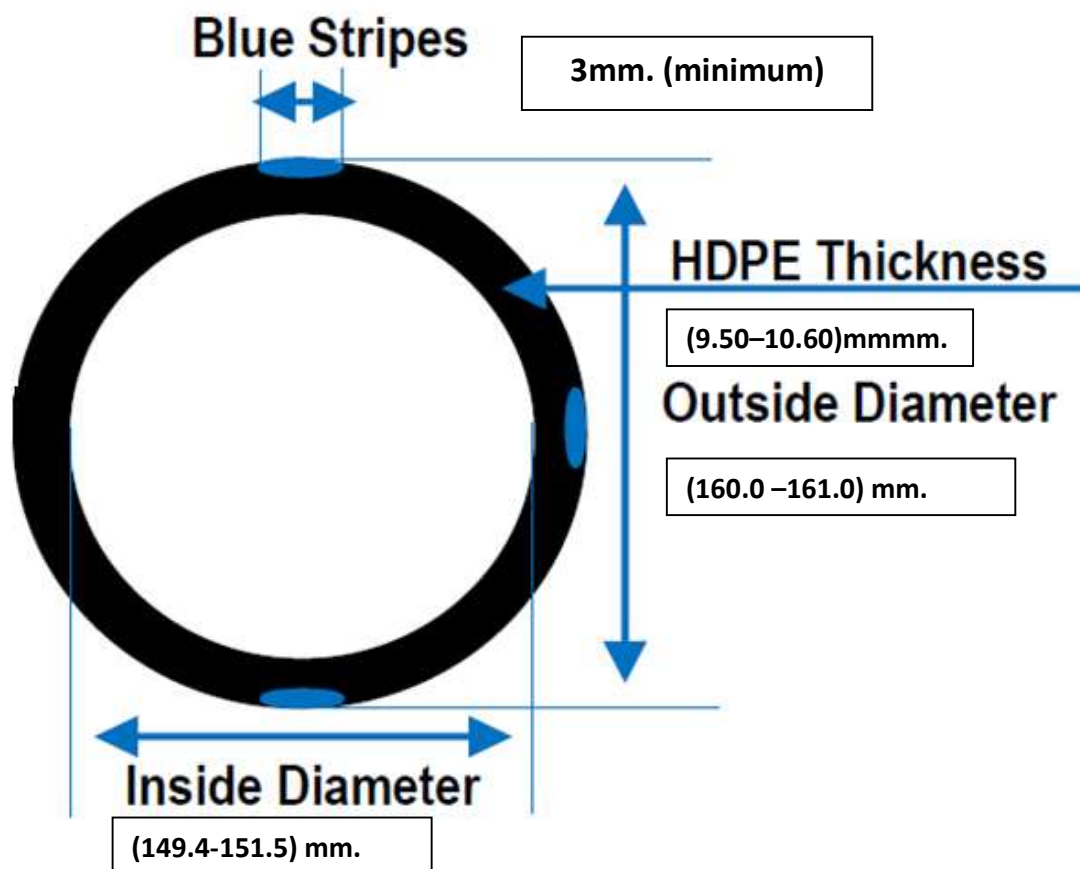 Blue Stripes
3mm. (minimum)
HDPE Thickness
(9.50–10.60)mmmm.
Outside Diameter
(160.0 –161.0) mm.
Inside Diameter
(149.4-151.5) mm.